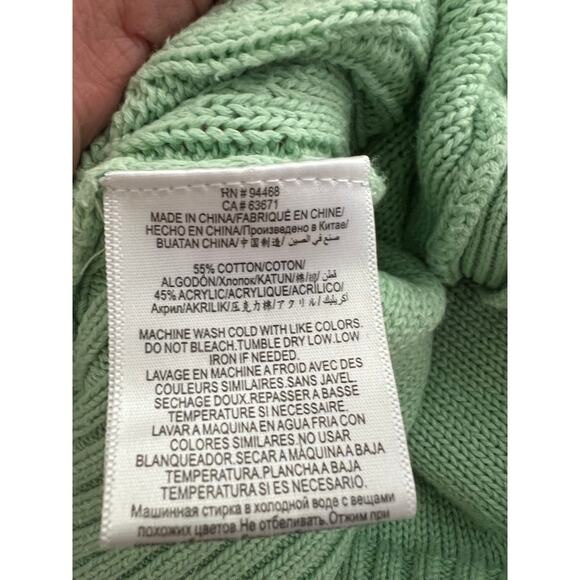 RN # 94468
CA# 63671
MADE IN CHINA/FABRIQUÉ EN CHINE/
HECHO EN CHINA/Произведено в Китае/
BUATAN CHINA/中国制造/صنع في الصين/
55% COTTON/COTON/
ALGODÓN/Хлопок/KATUN/棉/綿/قطن/
45% ACRYLIC/ACRYLIQUE/ACRÍLICO/
Акрил/AKRILIK/压克力棉/アクリル/اكريليك/
MACHINE WASH COLD WITH LIKE COLORS.
DO NOT BLEACH.TUMBLE DRY LOW.LOW
IRON IF NEEDED.
LAVAGE EN MACHINE A FROID AVEC DES
COULEURS SIMILAIRES.SANS JAVEL.
SECHAGE DOUX.REPASSER A BASSE
TEMPERATURE SI NECESSAIRE.
LAVAR A MAQUINA EN AGUA FRIA CON
COLORES SIMILARES.NO USAR
BLANQUEADOR.SECAR A MÁQUINA A BAJA
TEMPERATURA.PLANCHA A BAJA
TEMPERATURA SI ES NECESARIO.
Машинная стирка в холодной воде с вещами
похожих цветов.Не отбеливать.Отжим при